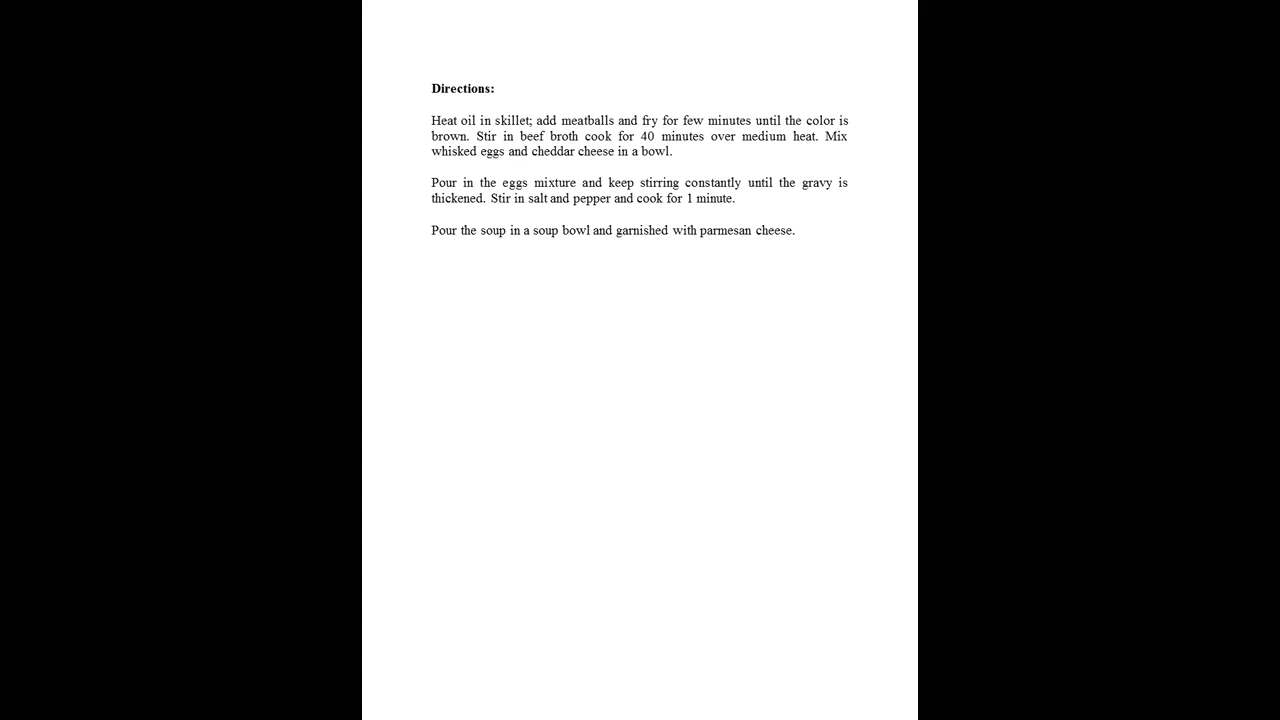 Directions:
Heat oil in skillet; add meatballs and fry for few minutes until the color is
brown. Stir in beef broth cook for 40 minutes over medium heat. Mix
whisked eggs and cheddar cheese in a bowl.
Pour in the eggs mixture and keep stirring constantly until the gravy is
thickened. Stir in salt and pepper and cook for 1 minute.
Pour the soup in a soup bowl and garnished with parmesan cheese.